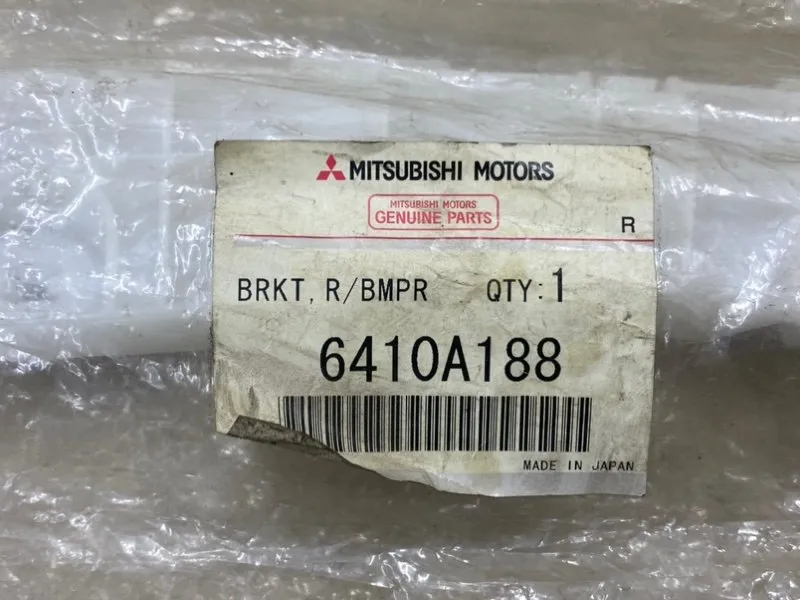 MITSUBISHI MOTORS
MITSUBISHI MOTORS
GENUINE PARTS
R
BRKT, R/BMPR QTY:1
6410A188
MADE IN JAPAN